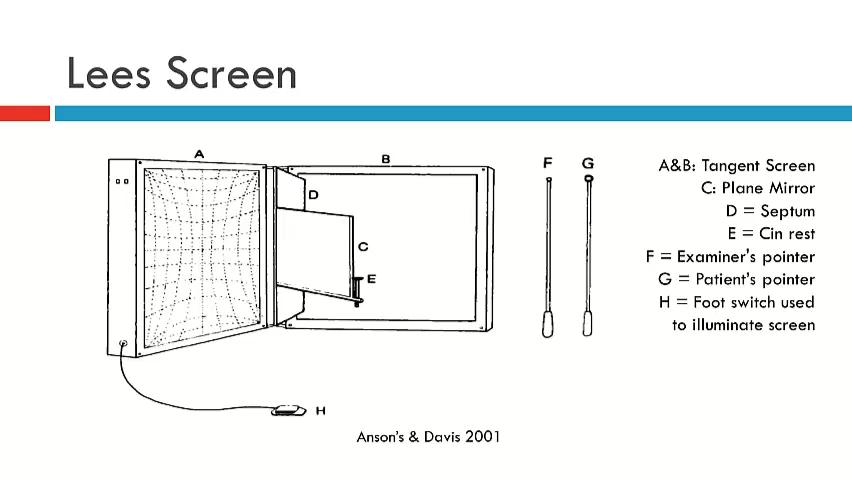 Lees Screen
A
B
D
C
E
H
F
G
A&B: Tangent Screen
C: Plane Mirror
D = Septum
E = Cin rest
F = Examiner's pointer
G = Patient's pointer
H = Foot switch used
to illuminate screen
Anson's & Davis 2001